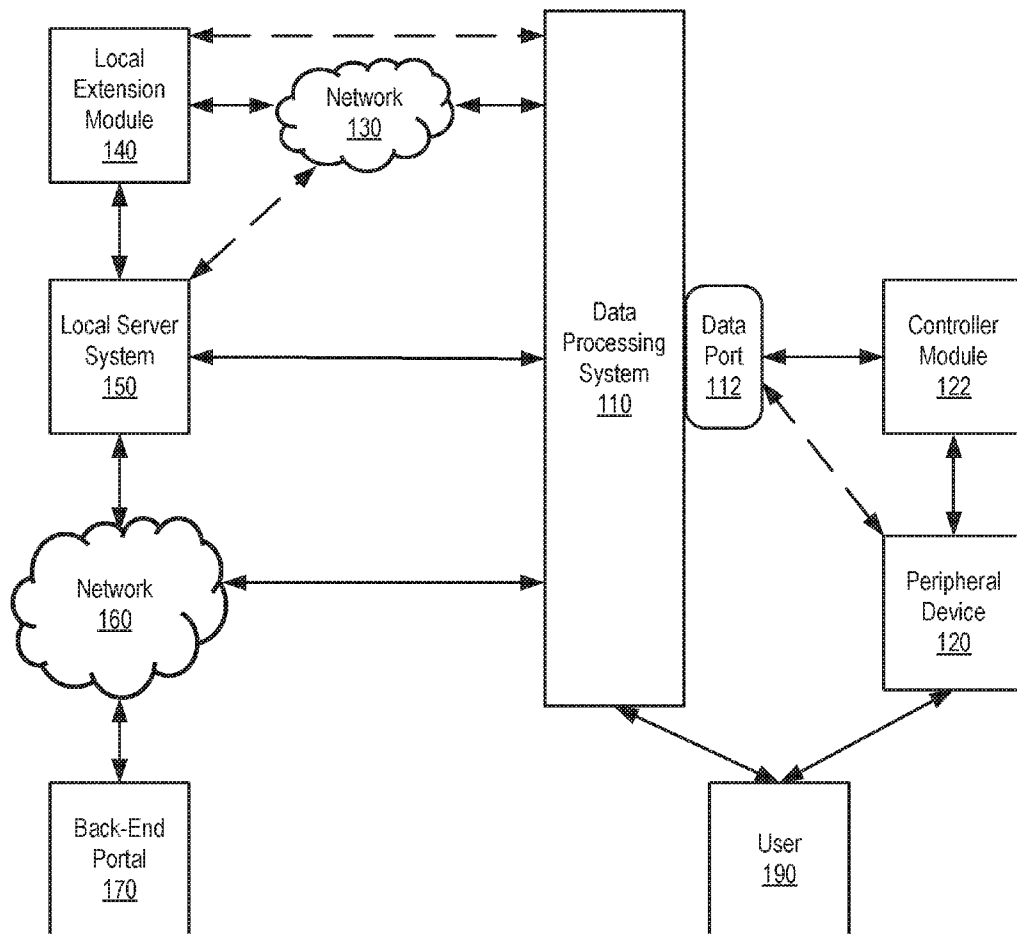 Local
Extension
Module
140
Network
130
Local Server
System
150
Data
Processing
System
110
Data
Port
112
Controller
Module
122
Network
160
Peripheral
Device
120
Back-End
Portal
170
User
190